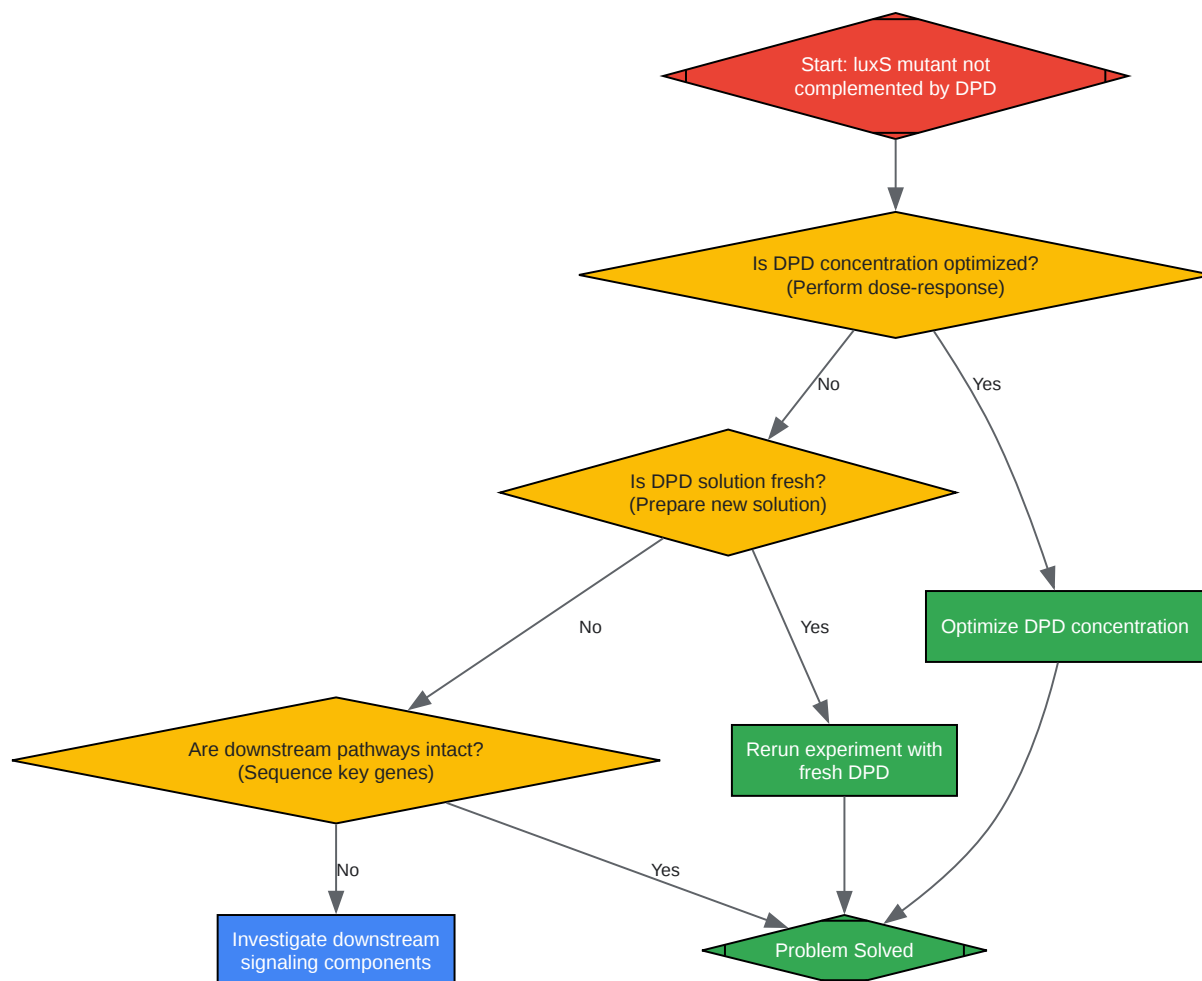 Start: luxS mutant not
complemented by DPD
Is DPD concentration optimized?
(Perform dose-response)
No
Yes
Is DPD solution fresh?
(Prepare new solution)
Optimize DPD concentration
No
Yes
Are downstream pathways intact?
(Sequence key genes)
Rerun experiment with
fresh DPD
No
Yes
Investigate downstream
signaling components
Problem Solved